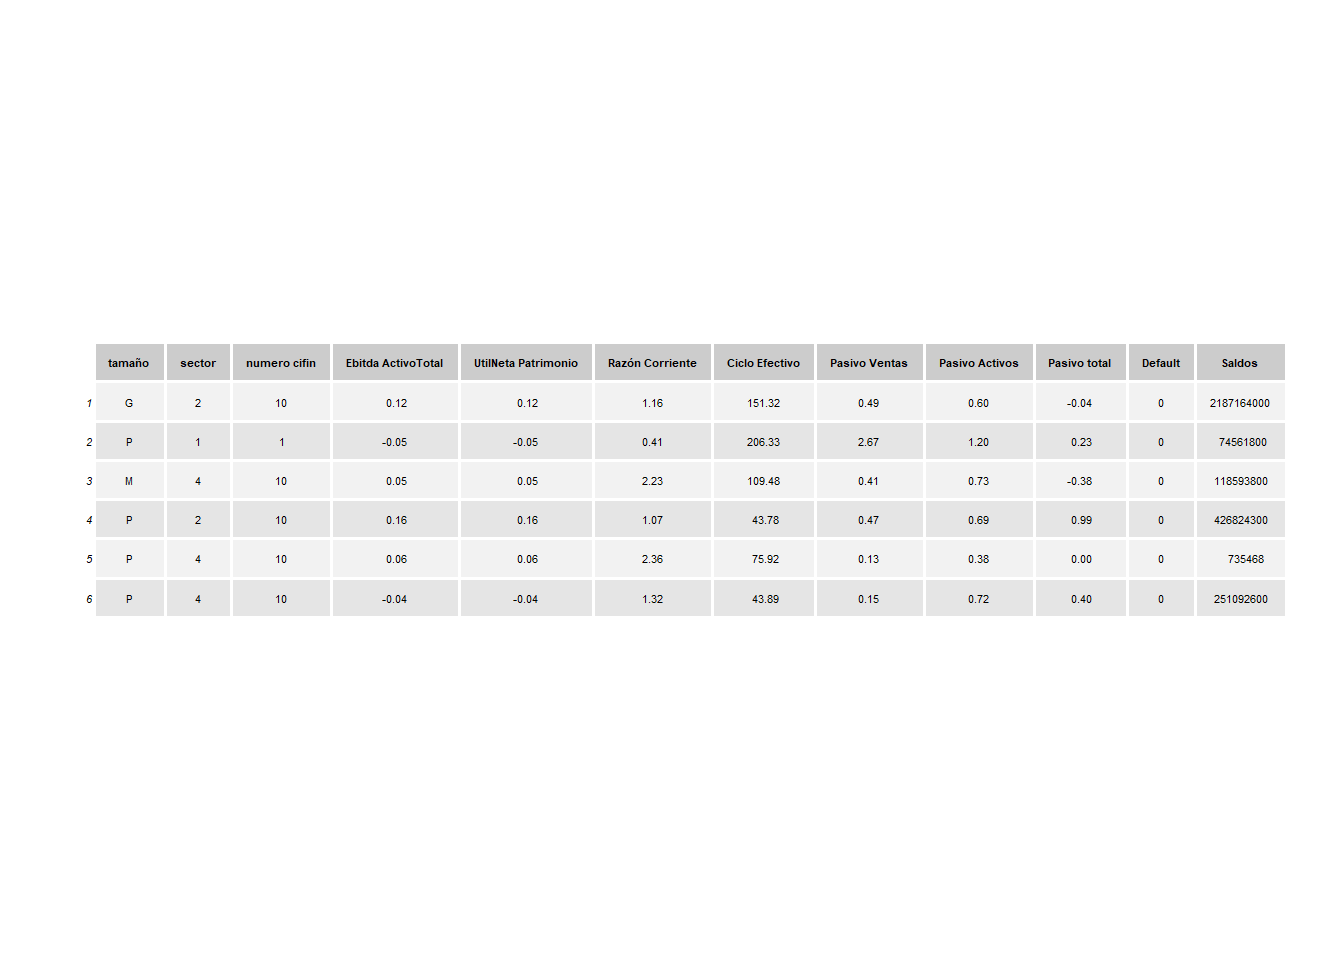 tamaño sector numero cifin Ebitda ActivoTotal UtilNeta Patrimonio Razón Corriente Ciclo Efectivo Pasivo Ventas Pasivo Activos Pasivo total Default Saldos
1 G 2 10 0.12 0.12 1.16 151.32 0.49 0.60 -0.04 0 2187164000
2 P 1 1 -0.05 -0.05 0.41 206.33 2.67 1.20 0.23 0 74561800
3 M 4 10 0.05 0.05 2.23 109.48 0.41 0.73 -0.38 0 118593800
4 P 2 10 0.16 0.16 1.07 43.78 0.47 0.69 0.99 0 426824300
5 P 4 10 0.06 0.06 2.36 75.92 0.13 0.38 0.00 0 735468
6 P 4 10 -0.04 -0.04 1.32 43.89 0.15 0.72 0.40 0 251092600